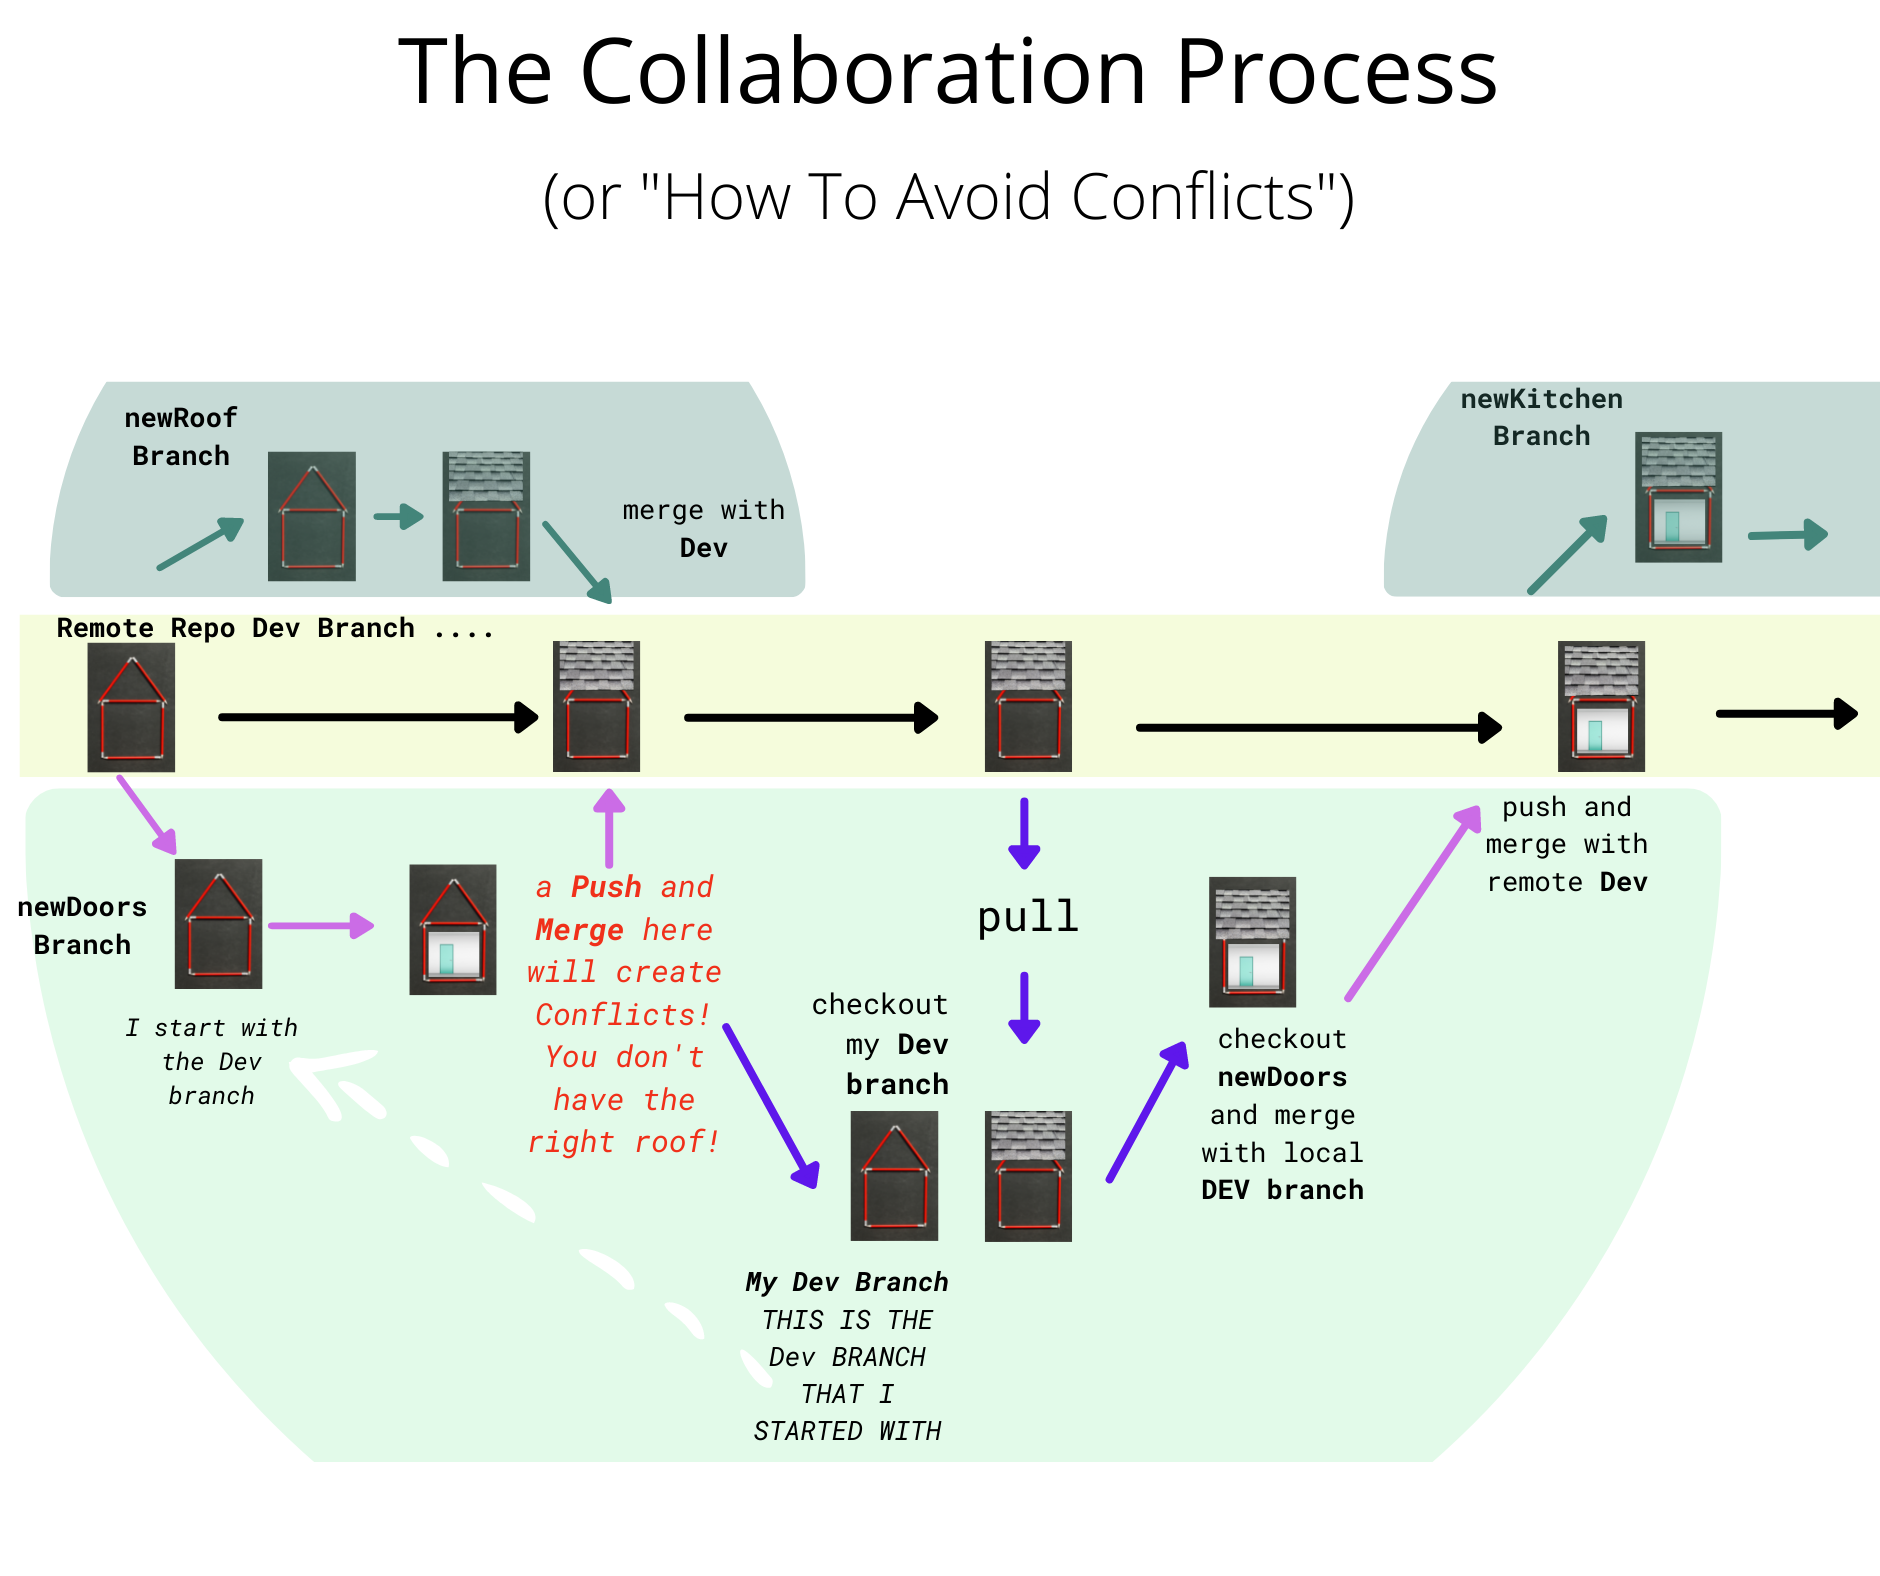 The Collaboration Process
(or "How To Avoid Conflicts")
newRoof
Branch
merge with
Dev
newKitchen
Branch
Remote Repo Dev Branch ....
newDoors
Branch
I start with
the Dev
branch
a Push and
Merge here
will create
Conflicts!
You don't
have the
right roof!
checkout
my Dev
branch
My Dev Branch
THIS IS THE
Dev BRANCH
THAT I
STARTED WITH
pull
checkout
newDoors
and merge
with local
DEV branch
push and
merge with
remote Dev